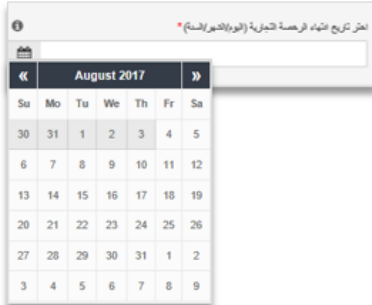 اختر تاريخ انتهاء الرخصة التجارية (اليوم/الشهر/السنة)*
« August 2017 »
Su Mo Tu We Th Fr Sa
30 31 1 2 3 4 5
6 7 8 9 10 11 12
13 14 15 16 17 18 19
20 21 22 23 24 25 26
27 28 29 30 31 1 2
3 4 5 6 7 8 9